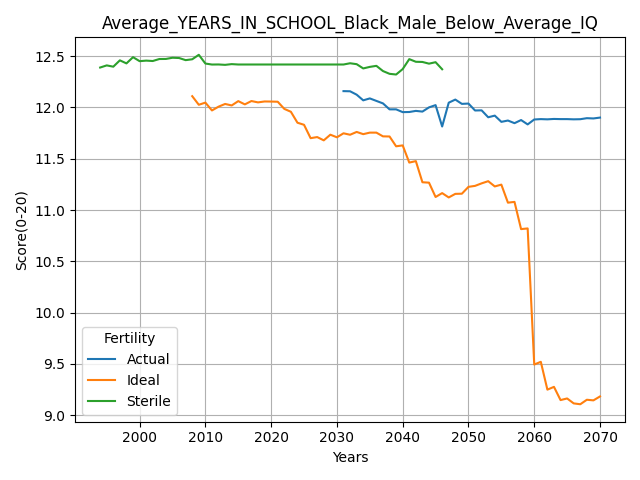 Average_YEARS_IN_SCHOOL_Black_Male_Below_Average_IQ
Score(0-20)
12.5
12.0
11.5
11.0
10.5
10.0
9.5
9.0
Fertility
Actual
Ideal
Sterile
2000 2010 2020 2030 2040 2050 2060 2070
Years